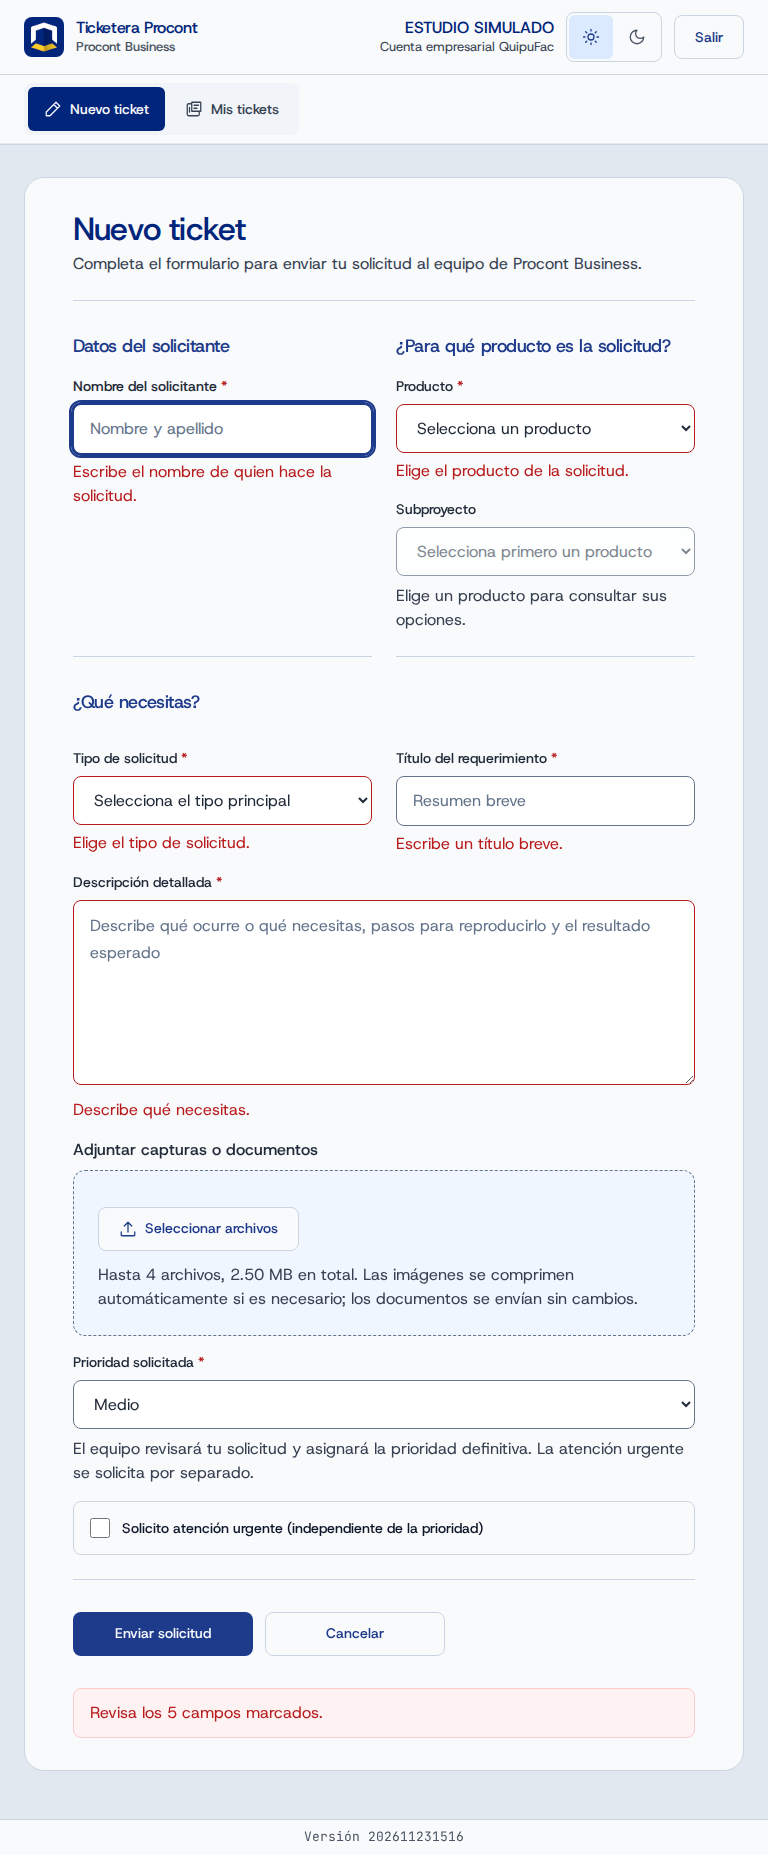 Ticketera Procont
Procont Business
ESTUDIO SIMULADO
Cuenta empresarial QuipuFac
Salir
Nuevo ticket
Mis tickets
Nuevo ticket
Completa el formulario para enviar tu solicitud al equipo de Procont Business.
Datos del solicitante
Nombre del solicitante *
Nombre y apellido
Escribe el nombre de quien hace la
solicitud.
¿Para qué producto es la solicitud?
Producto *
Selecciona un producto
Elige el producto de la solicitud.
Subproyecto
Selecciona primero un producto
Elige un producto para consultar sus
opciones.
¿Qué necesitas?
Tipo de solicitud *
Selecciona el tipo principal
Elige el tipo de solicitud.
Título del requerimiento *
Resumen breve
Escribe un título breve.
Descripción detallada *
Describe qué ocurre o qué necesitas, pasos para reproducirlo y el resultado
esperado
Describe qué necesitas.
Adjuntar capturas o documentos
Seleccionar archivos
Hasta 4 archivos, 2.50 MB en total. Las imágenes se comprimen
automáticamente si es necesario; los documentos se envían sin cambios.
Prioridad solicitada *
Medio
El equipo revisará tu solicitud y asignará la prioridad definitiva. La atención urgente
se solicita por separado.
Solicito atención urgente (independiente de la prioridad)
Enviar solicitud
Cancelar
Revisa los 5 campos marcados.
Versión 202611231516